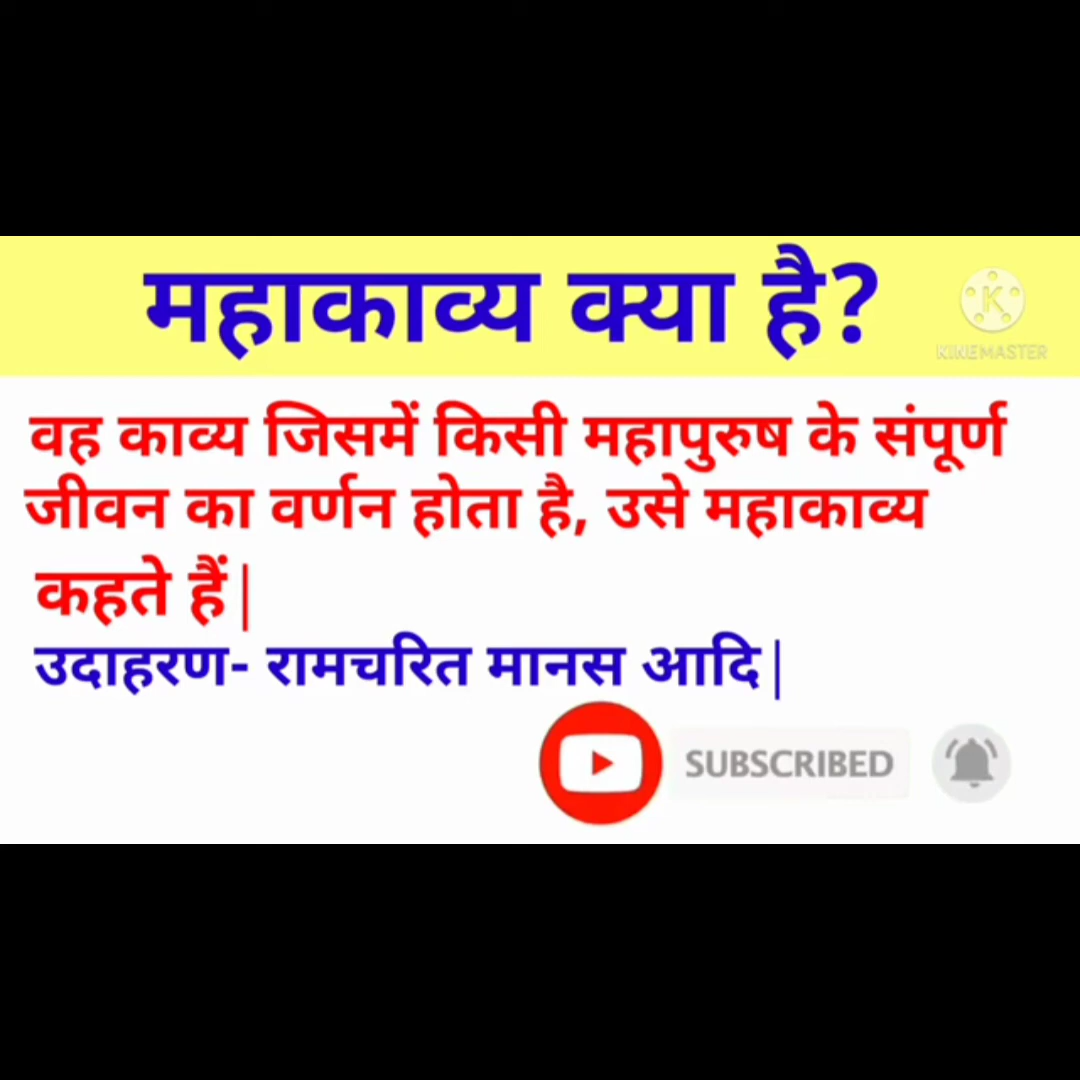 महाकाव्य क्या है?
KINEMASTER
वह काव्य जिसमें किसी महापुरुष के संपूर्ण
जीवन का वर्णन होता है, उसे महाकाव्य
कहते हैं|
उदाहरण- रामचरित मानस आदि|
SUBSCRIBED